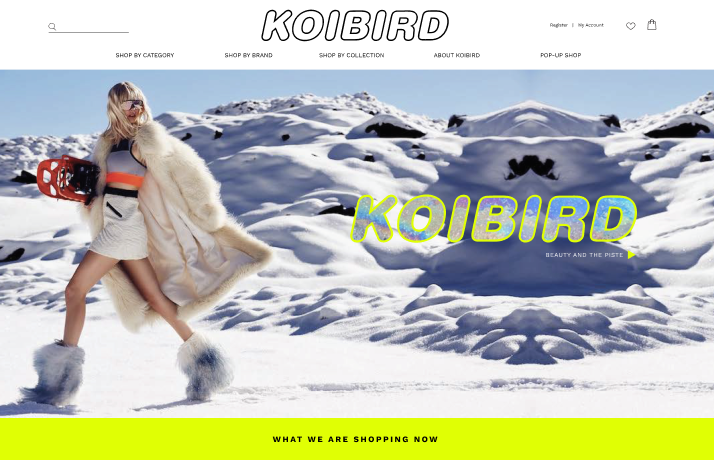 KOIBIRD
Register | My Account
SHOP BY CATEGORY SHOP BY BRAND SHOP BY COLLECTION ABOUT KOIBIRD POP-UP SHOP
KOIBIRD
BEAUTY AND THE PISTE
WHAT WE ARE SHOPPING NOW